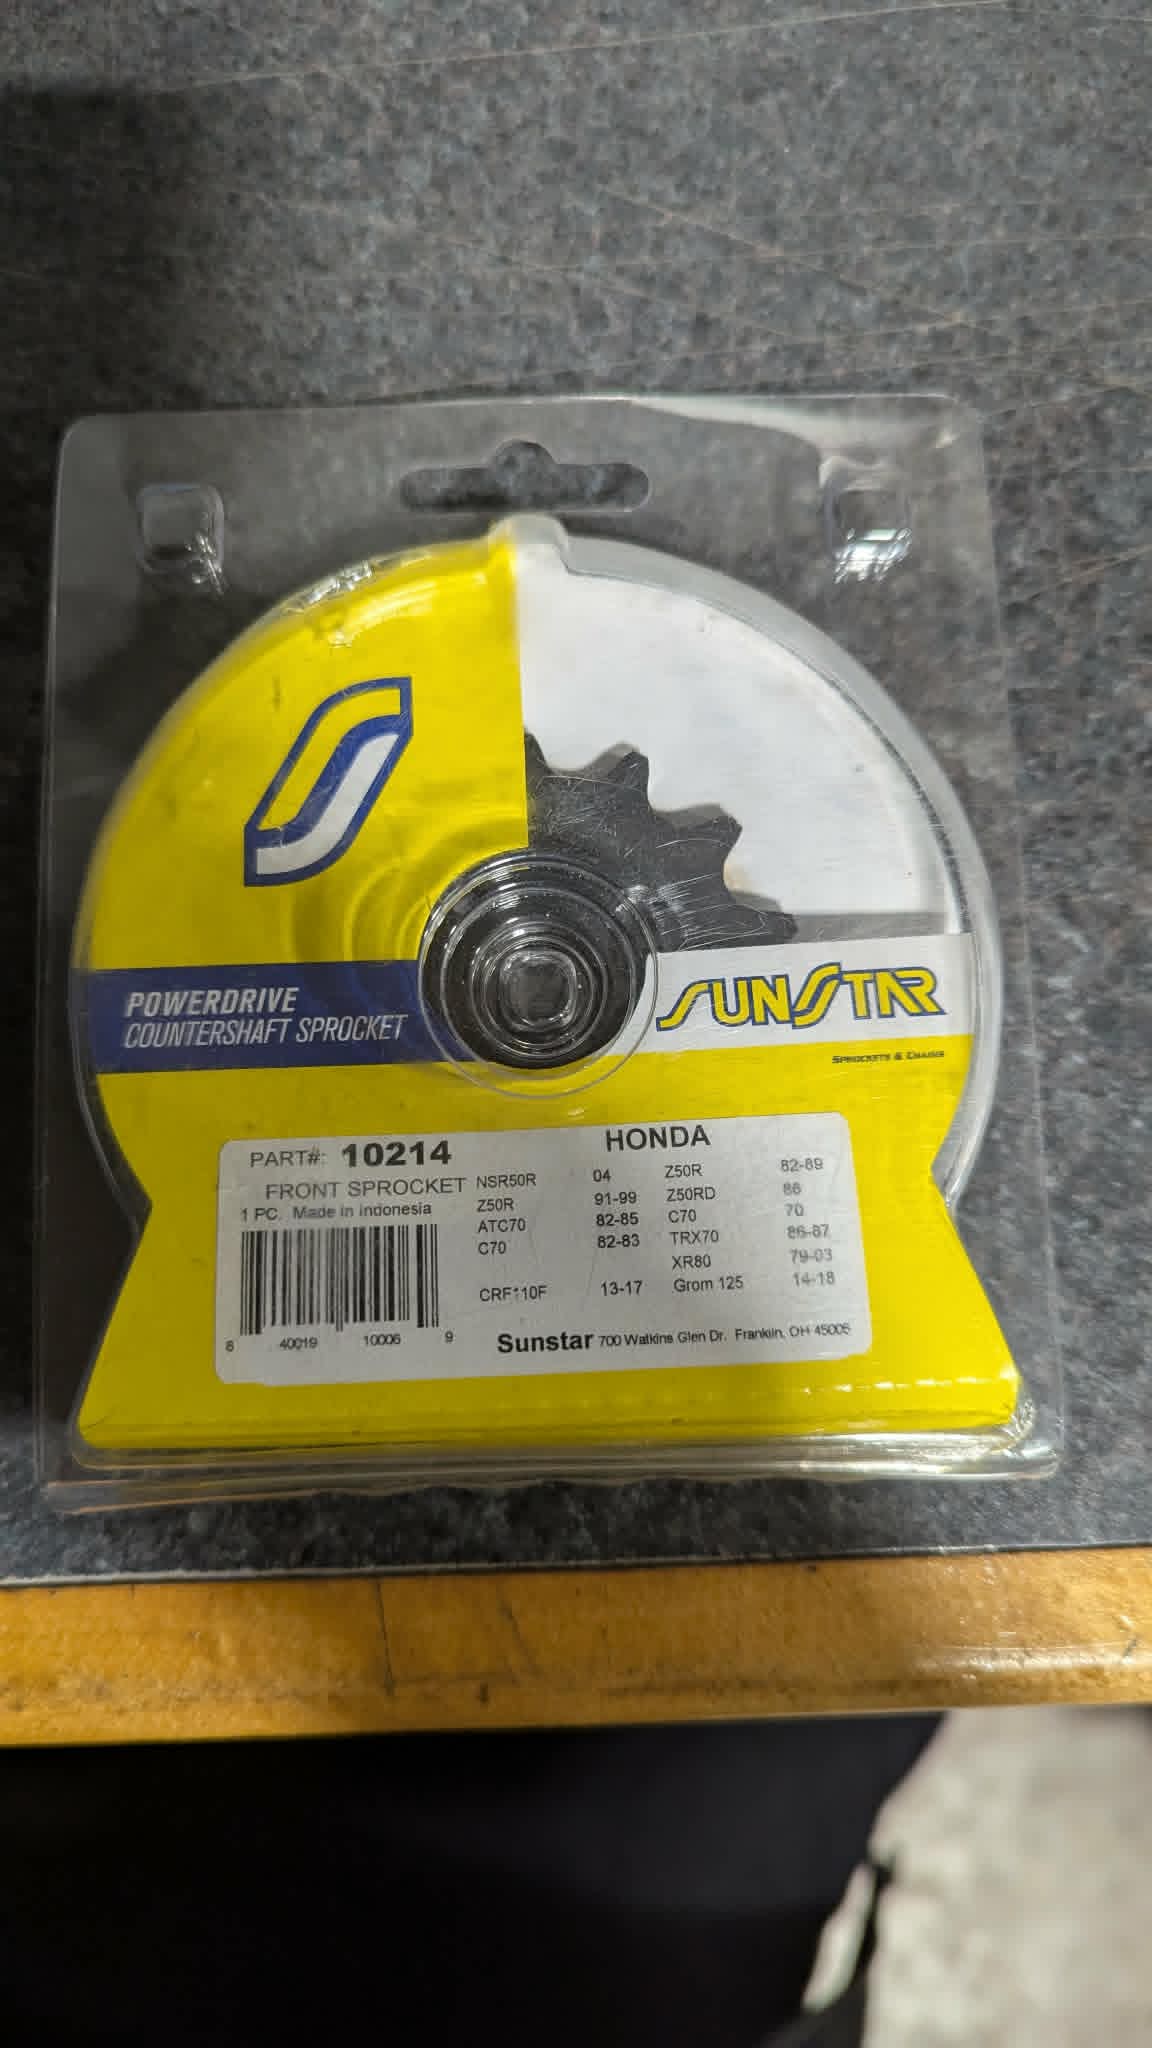 POWERDRIVE
COUNTERSHAFT SPROCKET
SUNSTAR
SPROCKETS & CHAINS
PART#: 10214
FRONT SPROCKET
1 PC. Made in Indonesia
8 40019 10006 9
HONDA
NSR50R 04 Z50R 82-89
Z50R 91-99 Z50RD 86
ATC70 82-85 C70 70
C70 82-83 TRX70 86-87
XR80 79-03
CRF110F 13-17 Grom 125 14-18
Sunstar 700 Watkins Glen Dr. Franklin, OH 45005